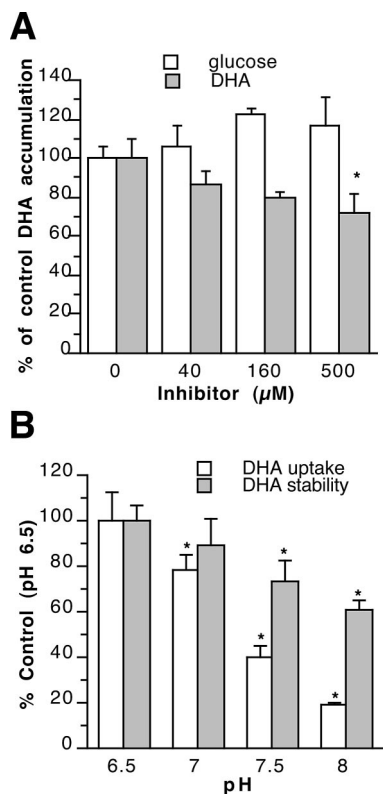 A
glucose
DHA
% of control DHA accumulation
140
120
100
80
60
40
20
0
*
0 40 160 500
Inhibitor (µM)
B
DHA uptake
DHA stability
% Control (pH 6.5)
120
100
80
60
40
20
0
* * * * *
6.5 7 7.5 8
pH